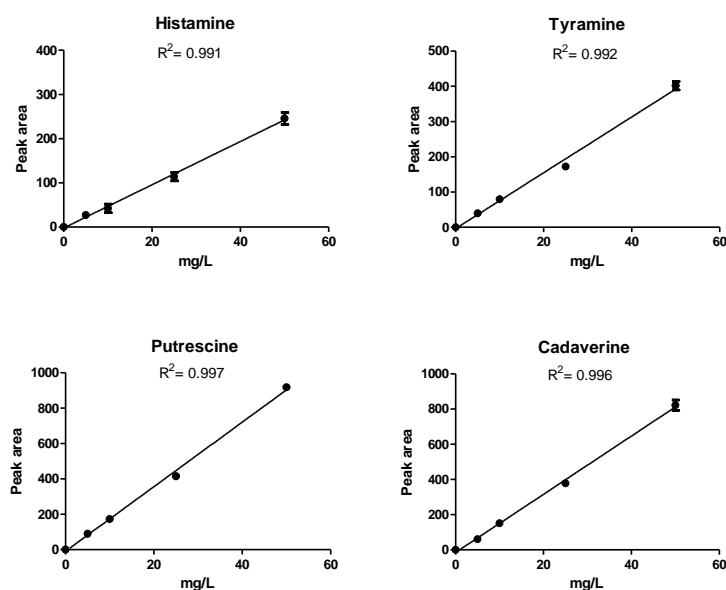 Histamine
R²= 0.991
Peak area
400
300
200
100
0
0 20 40 60
mg/L
Tyramine
R²= 0.992
Peak area
500
400
300
200
100
0
0 20 40 60
mg/L
Putrescine
R²= 0.997
Peak area
1000
800
600
400
200
0
0 20 40 60
mg/L
Cadaverine
R²= 0.996
Peak area
1000
800
600
400
200
0
0 20 40 60
mg/L